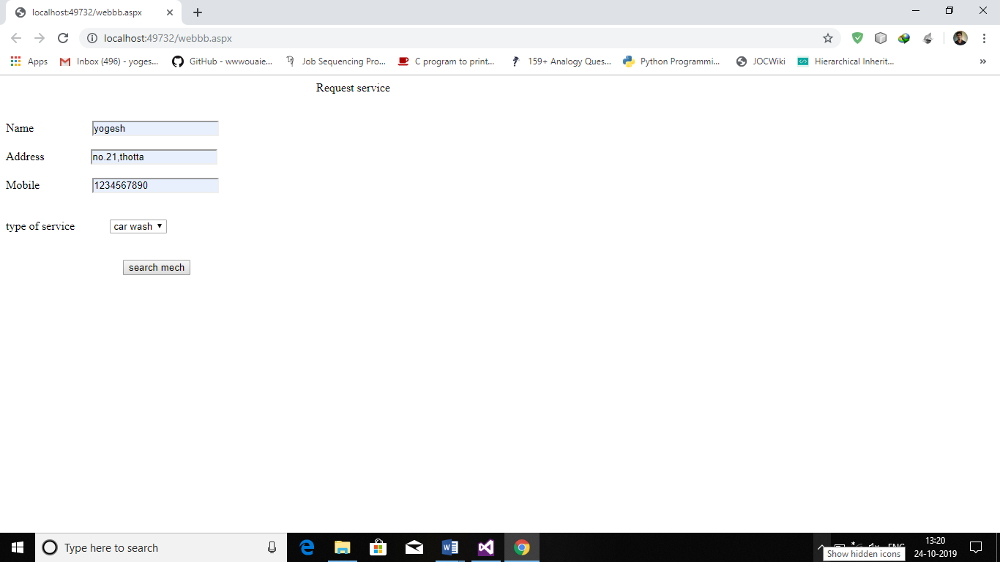 localhost:49732/webbb.aspx
localhost:49732/webbb.aspx
Apps Inbox (496) - yoges... GitHub - wwwouaie... Job Sequencing Pro... C program to print... 159+ Analogy Ques... Python Programmi... JOCWiki Hierarchical Inherit... »
Request service
Name yogesh
Address no.21,thotta
Mobile 1234567890
type of service car wash
search mech
Type here to search
13:20
24-10-2019
Show hidden icons